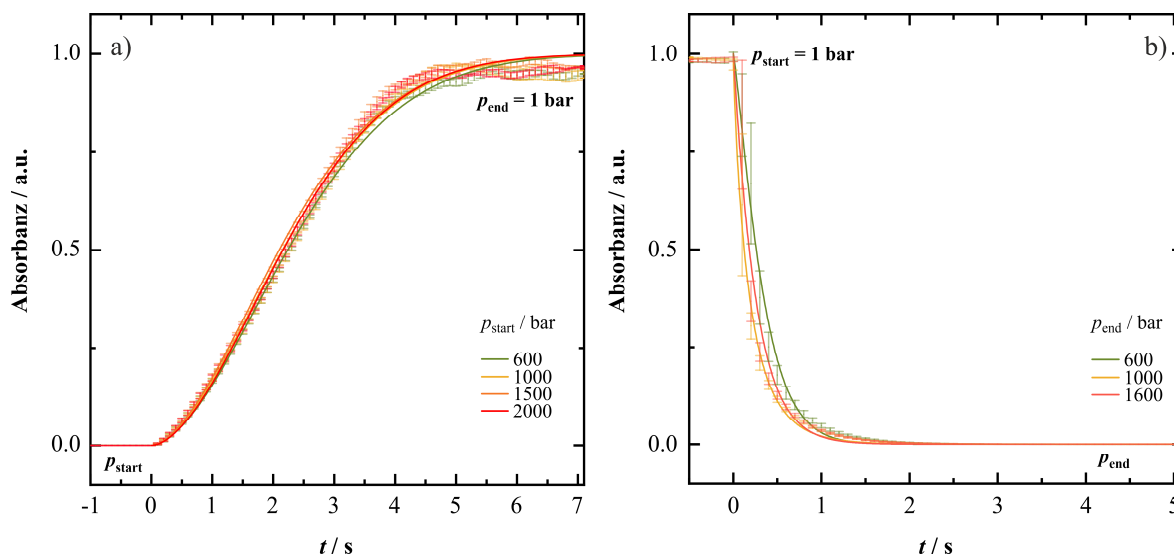 a)
1.0
0.5
0.0
Absorbanz / a.u.
p_end = 1 bar
p_start / bar
600
1000
1500
2000
p_start
-1 0 1 2 3 4 5 6 7
t / s
b)
p_start = 1 bar
1.0
0.5
0.0
Absorbanz / a.u.
p_end / bar
600
1000
1600
p_end
0 1 2 3 4 5
t / s